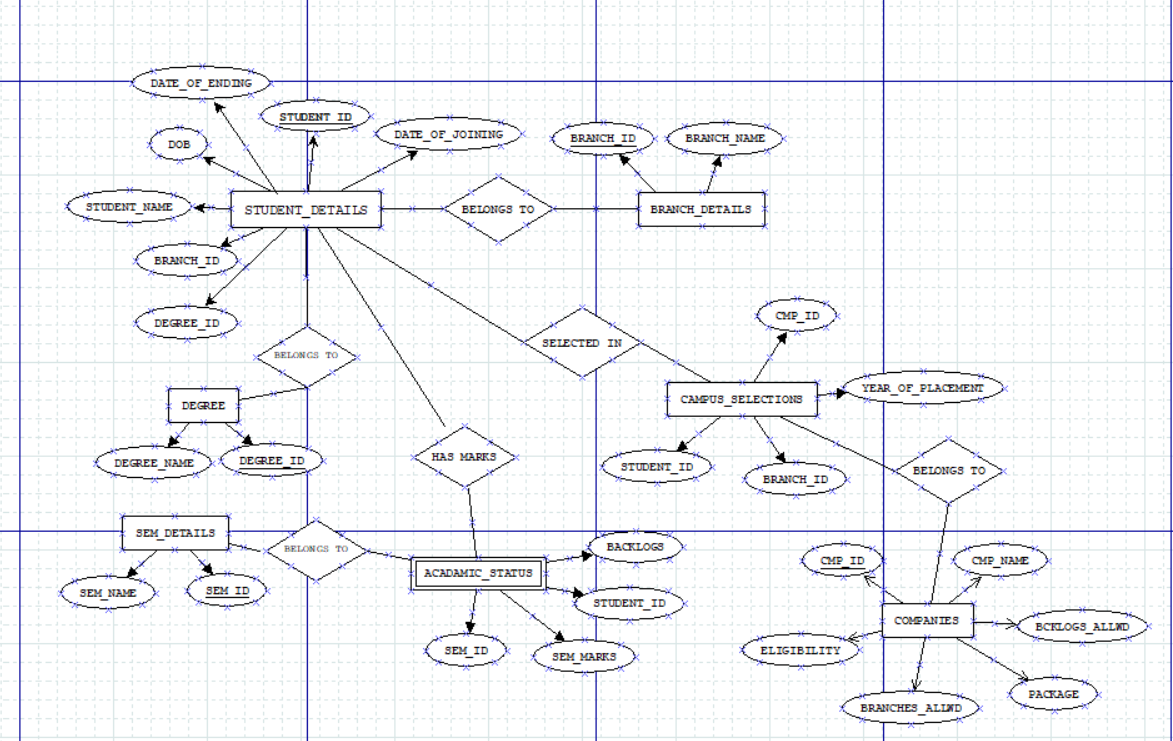 DATE_OF_ENDING
STUDENT_ID
DATE_OF_JOINING
DOB
BRANCH_ID
BRANCH_NAME
STUDENT_NAME
STUDENT_DETAILS
BELONGS TO
BRANCH_DETAILS
BRANCH_ID
DEGREE_ID
CMP_ID
SELECTED IN
BELONGS TO
YEAR_OF_PLACEMENT
CAMPUS_SELECTIONS
DEGREE
HAS MARKS
DEGREE_NAME
DEGREE_ID
STUDENT_ID
BRANCH_ID
BELONGS TO
SEM_DETAILS
BELONGS TO
BACKLOGS
CMP_ID
CMP_NAME
ACADAMIC_STATUS
SEM_NAME
SEM_ID
STUDENT_ID
COMPANIES
BCKLOGS_ALLWD
SEM_ID
SEM_MARKS
ELIGIBILITY
PACKAGE
BRANCHES_ALLWD